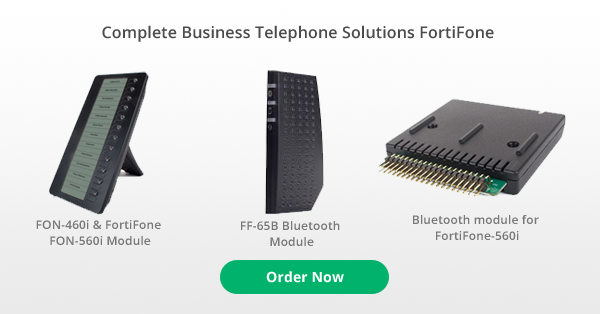 Complete Business Telephone Solutions FortiFone
FON-460i & FortiFone
FON-560i Module
FF-65B Bluetooth
Module
Bluetooth module for
FortiFone-560i
Order Now